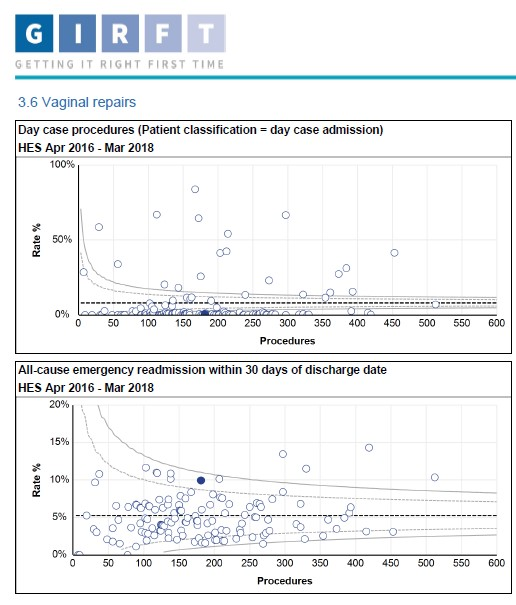 G I R F T
GETTING IT RIGHT FIRST TIME
3.6 Vaginal repairs
Day case procedures (Patient classification = day case admission)
HES Apr 2016 - Mar 2018
100%
50%
0%
Rate %
0 50 100 150 200 250 300 350 400 450 500 550 600
Procedures
All-cause emergency readmission within 30 days of discharge date
HES Apr 2016 - Mar 2018
20%
15%
10%
5%
0%
Rate %
0 50 100 150 200 250 300 350 400 450 500 550 600
Procedures